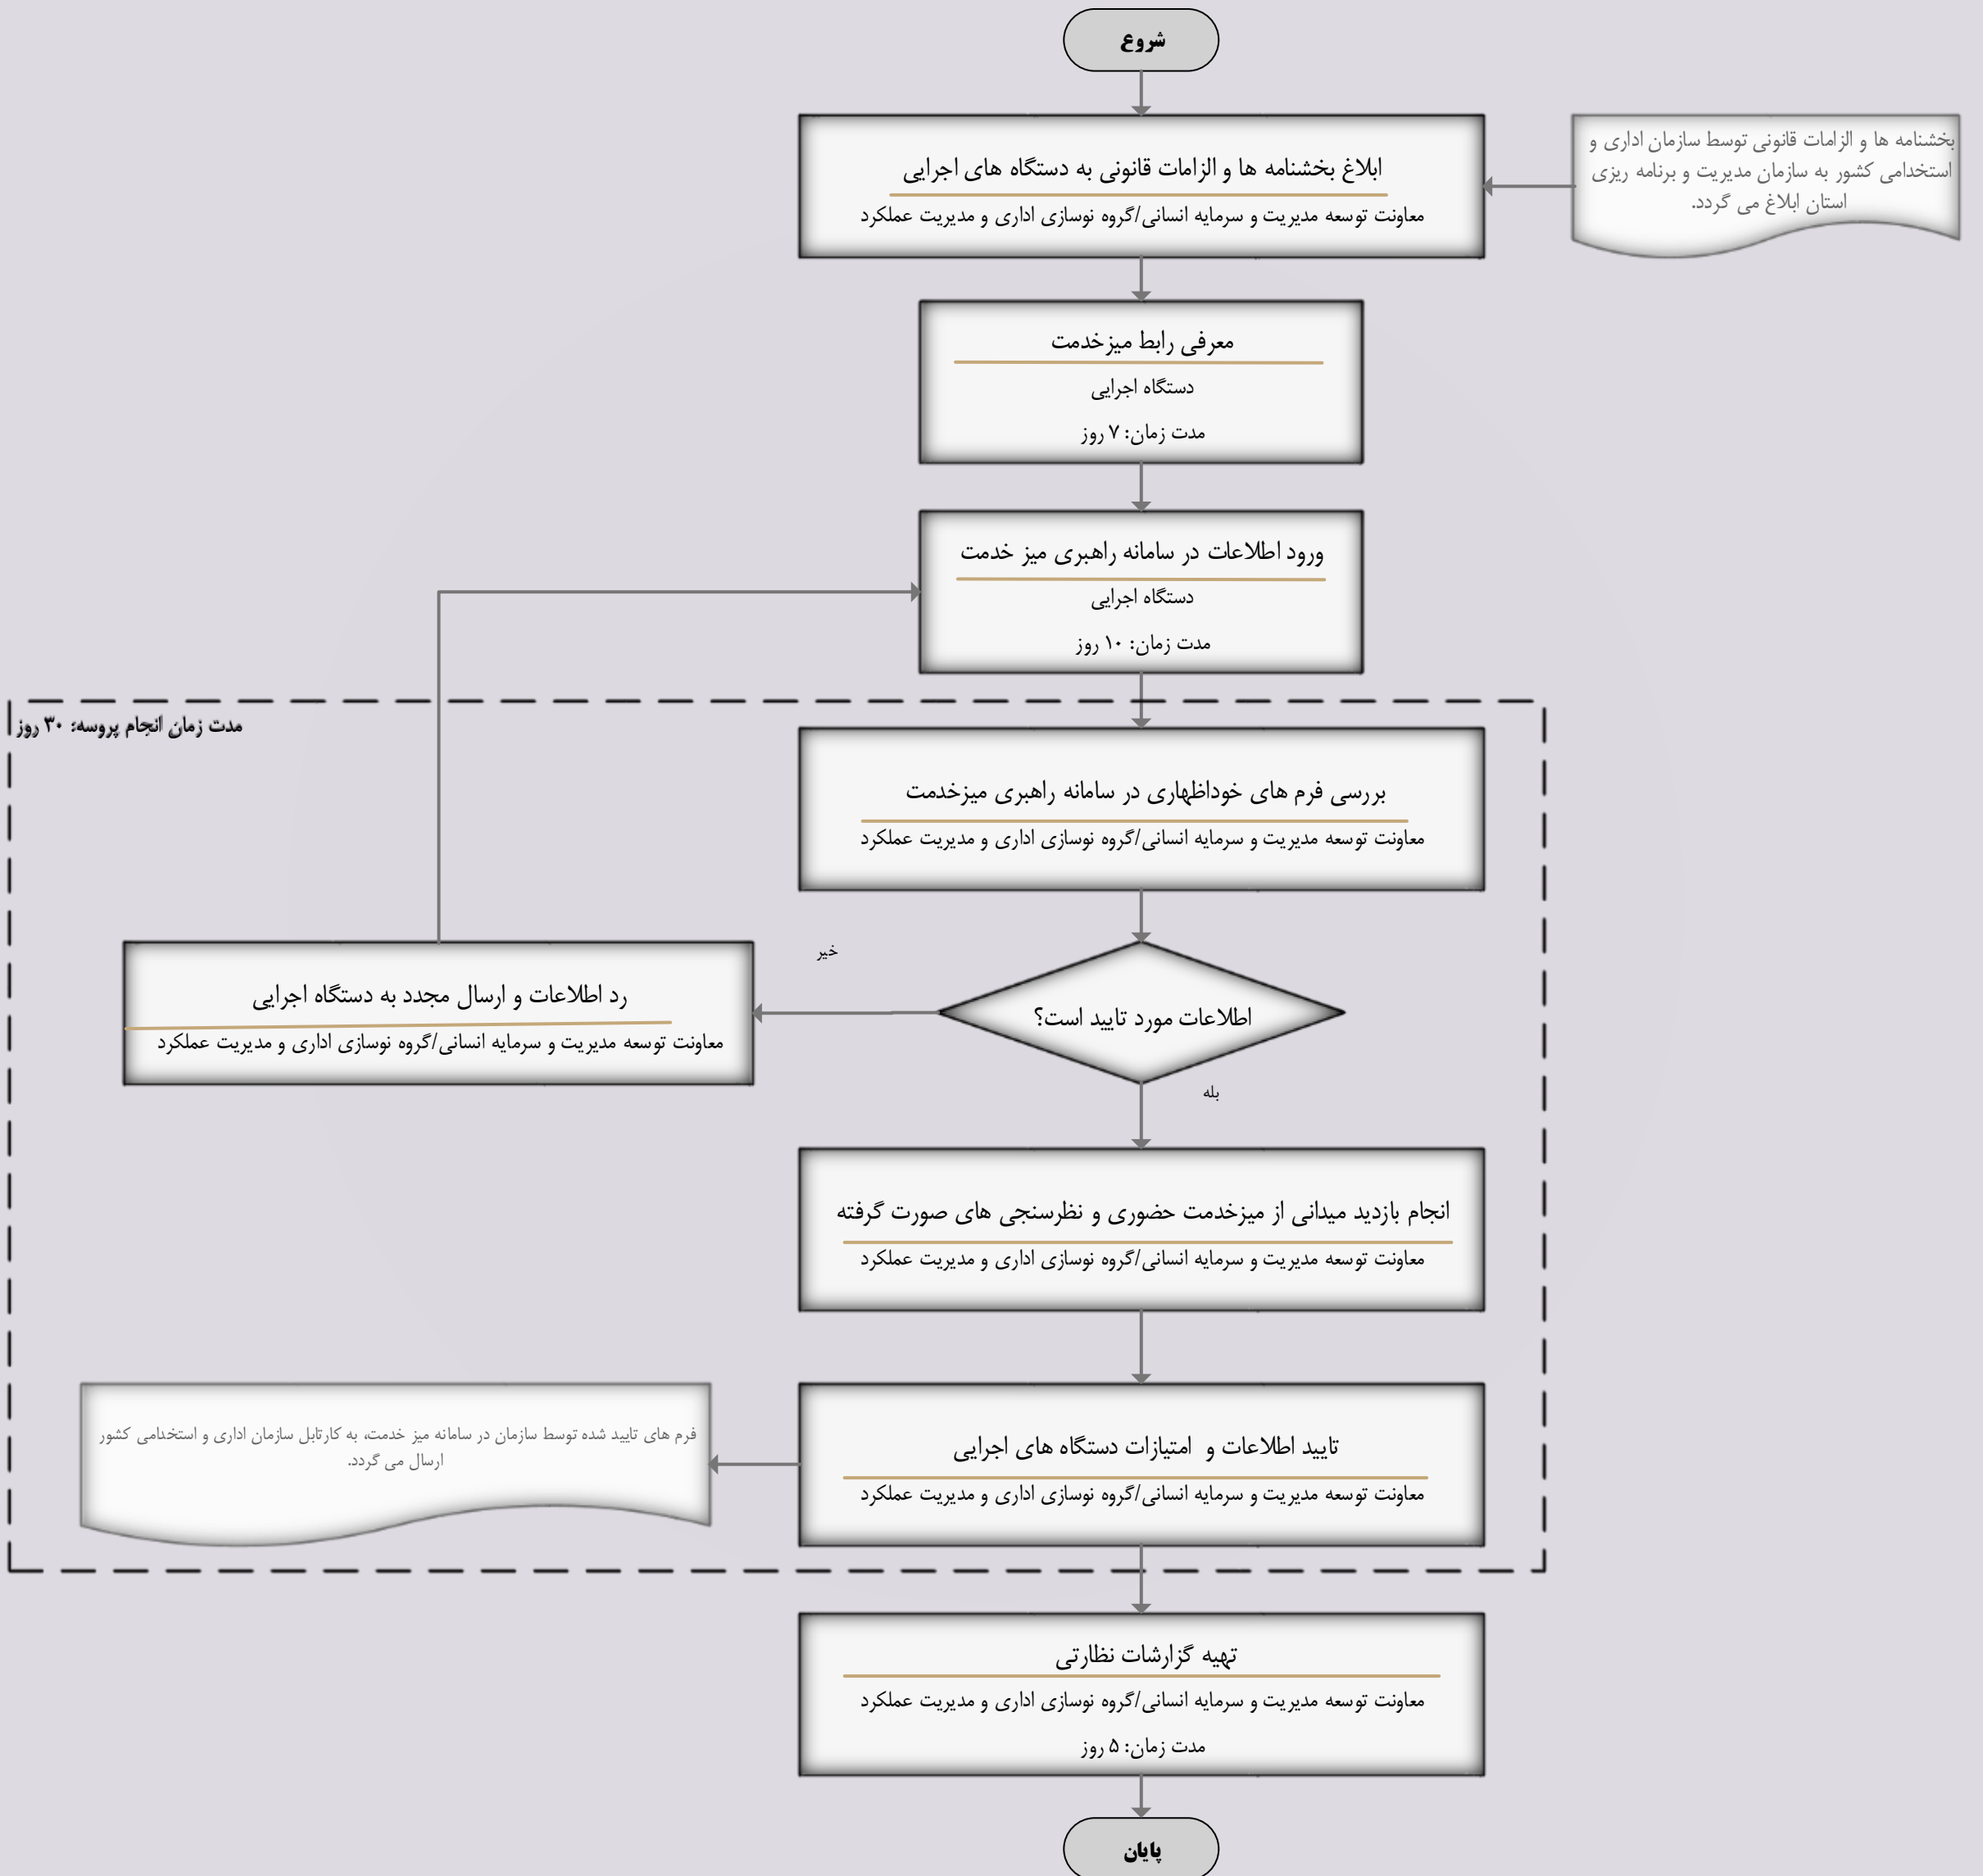 شروع
بخشنامه ها و الزامات قانونی توسط سازمان اداری و
استخدامی کشور به سازمان مدیریت و برنامه ریزی
استان ابلاغ می گردد.
ابلاغ بخشنامه ها و الزامات قانونی به دستگاه های اجرایی
معاونت توسعه مدیریت و سرمایه انسانی/گروه نوسازی اداری و مدیریت عملکرد
معرفی رابط میزخدمت
دستگاه اجرایی
مدت زمان: ۷ روز
ورود اطلاعات در سامانه راهبری میز خدمت
دستگاه اجرایی
مدت زمان: ۱۰ روز
مدت زمان انجام پروسه: ۳۰ روز
بررسی فرم های خوداظهاری در سامانه راهبری میزخدمت
معاونت توسعه مدیریت و سرمایه انسانی/گروه نوسازی اداری و مدیریت عملکرد
اطلاعات مورد تایید است؟
خیر
رد اطلاعات و ارسال مجدد به دستگاه اجرایی
معاونت توسعه مدیریت و سرمایه انسانی/گروه نوسازی اداری و مدیریت عملکرد
بله
انجام بازدید میدانی از میزخدمت حضوری و نظرسنجی های صورت گرفته
معاونت توسعه مدیریت و سرمایه انسانی/گروه نوسازی اداری و مدیریت عملکرد
تایید اطلاعات و امتیازات دستگاه های اجرایی
معاونت توسعه مدیریت و سرمایه انسانی/گروه نوسازی اداری و مدیریت عملکرد
فرم های تایید شده توسط سازمان در سامانه میز خدمت، به کارتابل سازمان اداری و استخدامی کشور
ارسال می گردد.
تهیه گزارشات نظارتی
معاونت توسعه مدیریت و سرمایه انسانی/گروه نوسازی اداری و مدیریت عملکرد
مدت زمان: ۵ روز
پایان